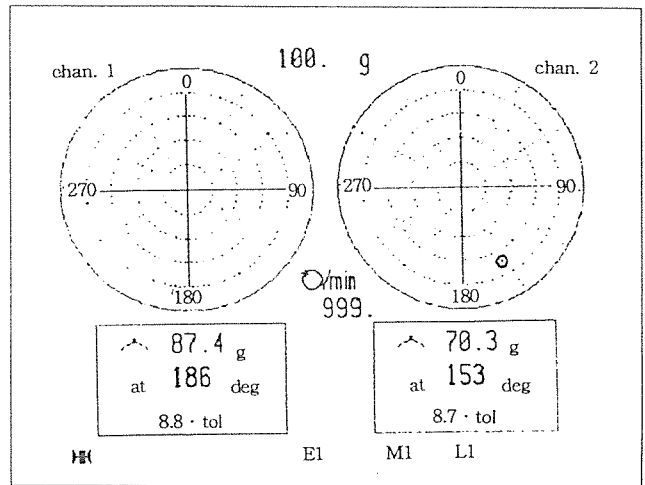 chan. 1
100. g
chan. 2
0
0
270
90
270
90
180
180
/min
999.
87.4 g
at 186 deg
8.8 · tol
70.3 g
at 153 deg
8.7 · tol
E1 M1 L1